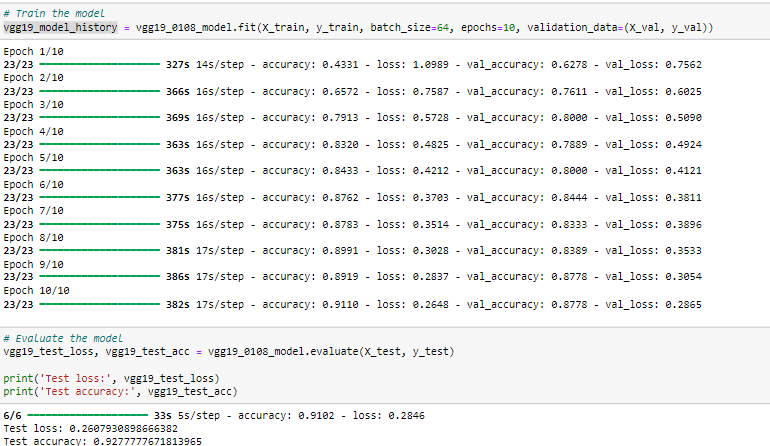 # Train the model
vgg19_model_history = vgg19_0108_model.fit(X_train, y_train, batch_size=64, epochs=10, validation_data=(X_val, y_val))
Epoch 1/10
23/23 ━━━━━━━━━━━━━━━━━━━━ 327s 14s/step - accuracy: 0.4331 - loss: 1.0989 - val_accuracy: 0.6278 - val_loss: 0.7562
Epoch 2/10
23/23 ━━━━━━━━━━━━━━━━━━━━ 366s 16s/step - accuracy: 0.6572 - loss: 0.7587 - val_accuracy: 0.7611 - val_loss: 0.6025
Epoch 3/10
23/23 ━━━━━━━━━━━━━━━━━━━━ 369s 16s/step - accuracy: 0.7913 - loss: 0.5728 - val_accuracy: 0.8000 - val_loss: 0.5090
Epoch 4/10
23/23 ━━━━━━━━━━━━━━━━━━━━ 363s 16s/step - accuracy: 0.8320 - loss: 0.4825 - val_accuracy: 0.7889 - val_loss: 0.4924
Epoch 5/10
23/23 ━━━━━━━━━━━━━━━━━━━━ 363s 16s/step - accuracy: 0.8433 - loss: 0.4212 - val_accuracy: 0.8000 - val_loss: 0.4121
Epoch 6/10
23/23 ━━━━━━━━━━━━━━━━━━━━ 377s 16s/step - accuracy: 0.8762 - loss: 0.3703 - val_accuracy: 0.8444 - val_loss: 0.3811
Epoch 7/10
23/23 ━━━━━━━━━━━━━━━━━━━━ 375s 16s/step - accuracy: 0.8783 - loss: 0.3514 - val_accuracy: 0.8333 - val_loss: 0.3896
Epoch 8/10
23/23 ━━━━━━━━━━━━━━━━━━━━ 381s 17s/step - accuracy: 0.8991 - loss: 0.3028 - val_accuracy: 0.8389 - val_loss: 0.3533
Epoch 9/10
23/23 ━━━━━━━━━━━━━━━━━━━━ 386s 17s/step - accuracy: 0.8919 - loss: 0.2837 - val_accuracy: 0.8778 - val_loss: 0.3054
Epoch 10/10
23/23 ━━━━━━━━━━━━━━━━━━━━ 382s 17s/step - accuracy: 0.9110 - loss: 0.2648 - val_accuracy: 0.8778 - val_loss: 0.2865
# Evaluate the model
vgg19_test_loss, vgg19_test_acc = vgg19_0108_model.evaluate(X_test, y_test)
print('Test loss:', vgg19_test_loss)
print('Test accuracy:', vgg19_test_acc)
6/6 ━━━━━━━━━━━━━━━━━━━━ 33s 5s/step - accuracy: 0.9102 - loss: 0.2846
Test loss: 0.2607930898666382
Test accuracy: 0.9277777671813965